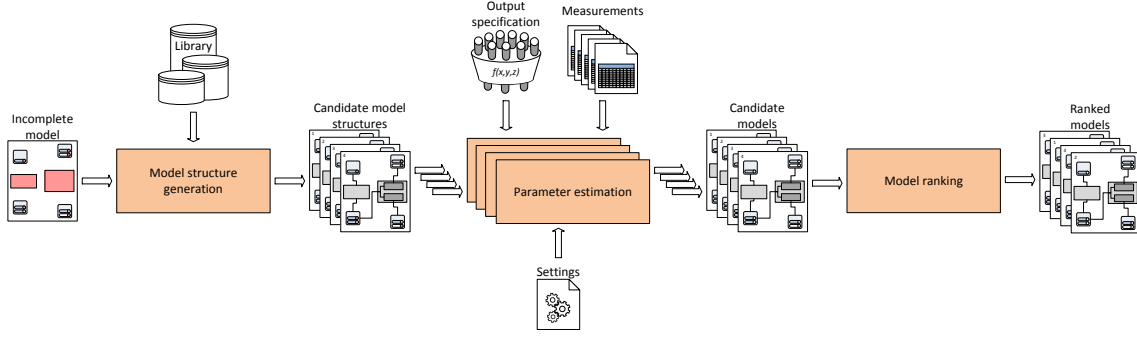 Output
specification
Measurements
Library
f(x,y,z)
Incomplete
model
Candidate model
structures
Candidate
models
Ranked
models
Model structure
generation
Parameter estimation
Model ranking
Settings